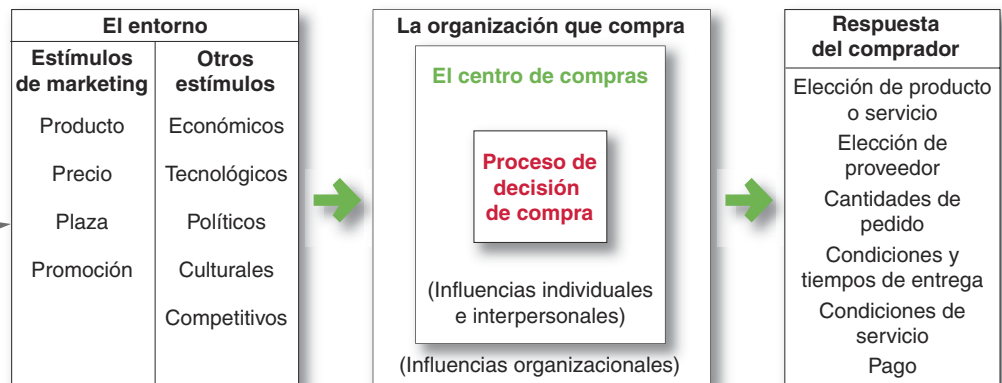 El entorno
Estímulos
de marketing
Producto
Precio
Plaza
Promoción
Otros
estímulos
Económicos
Tecnológicos
Políticos
Culturales
Competitivos
La organización que compra
El centro de compras
Proceso de
decisión
de compra
(Influencias individuales
e interpersonales)
(Influencias organizacionales)
Respuesta
del comprador
Elección de producto
o servicio
Elección de
proveedor
Cantidades de
pedido
Condiciones y
tiempos de entrega
Condiciones de
servicio
Pago